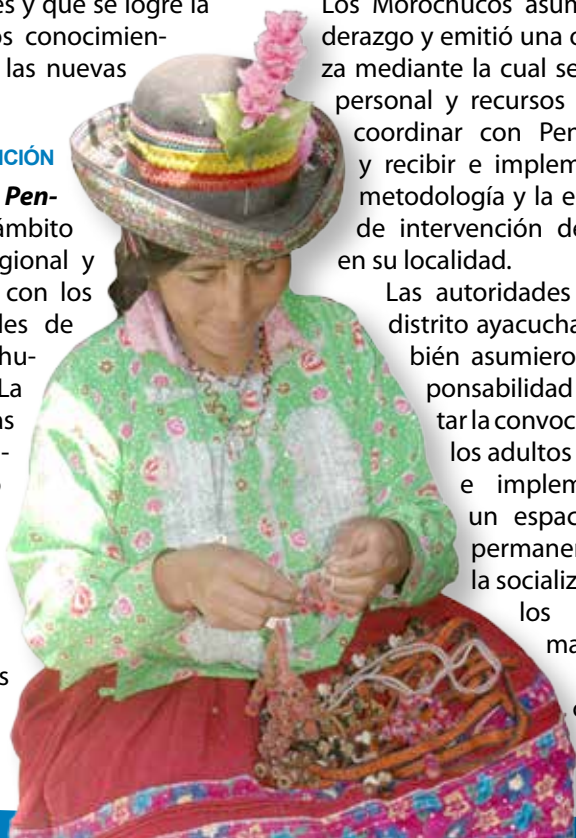 es y que se logre la
os conocimien-
las nuevas
CIÓN
Pen-
ámbito
gional y
con los
les de
hu-
La
as
-
s
Los Morochucos asum
derazgo y emitió una
za mediante la cual se
personal y recursos
coordinar con Pen
y recibir e implem
metodología y la e
de intervención de
en su localidad.
Las autoridades
distrito ayacucha
bién asumiero
ponsabilidad
tar la convoc
los adultos
e implem
un espac
permane
la socializ
los
ma